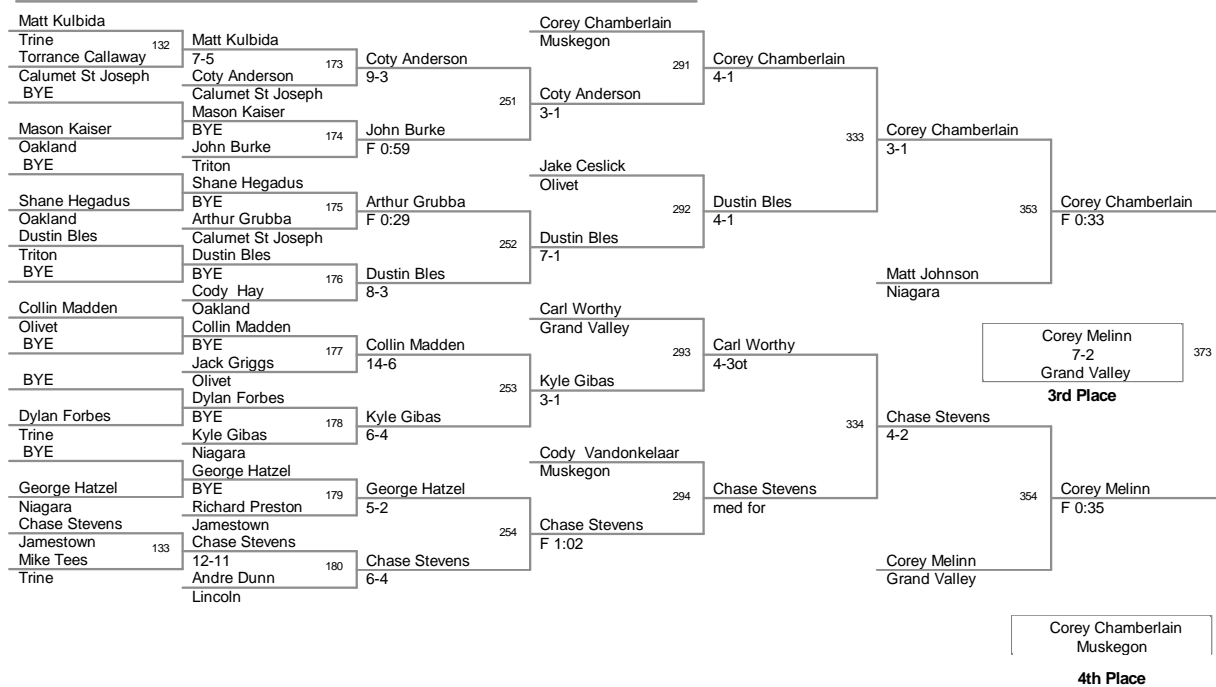 Matt Kulbida
Trine
132
Torrance Callaway
Calumet St Joseph
BYE
Mason Kaiser
Oakland
BYE
Shane Hegadus
Oakland
Dustin Bles
Triton
BYE
Collin Madden
Olivet
BYE
BYE
Dylan Forbes
Trine
BYE
George Hatzel
Niagara
Chase Stevens
Jamestown
133
Mike Tees
Trine
Matt Kulbida
7-5
173
Coty Anderson
Calumet St Joseph
Mason Kaiser
BYE
174
John Burke
Triton
Shane Hegadus
BYE
175
Arthur Grubba
Calumet St Joseph
Dustin Bles
BYE
176
Cody Hay
Oakland
Collin Madden
BYE
177
Jack Griggs
Olivet
Dylan Forbes
BYE
178
Kyle Gibas
Niagara
George Hatzel
BYE
179
Richard Preston
Jamestown
Chase Stevens
12-11
180
Andre Dunn
Lincoln
Coty Anderson
9-3
251
John Burke
F 0:59
Arthur Grubba
F 0:29
252
Dustin Bles
8-3
Collin Madden
14-6
253
Kyle Gibas
6-4
George Hatzel
5-2
254
Chase Stevens
6-4
Corey Chamberlain
Muskegon
291
Coty Anderson
3-1
Jake Ceslick
Olivet
292
Dustin Bles
7-1
Carl Worthy
Grand Valley
293
Kyle Gibas
3-1
Cody Vandonkelaar
Muskegon
294
Chase Stevens
F 1:02
Corey Chamberlain
4-1
333
Dustin Bles
4-1
Carl Worthy
4-3ot
334
Chase Stevens
med for
Corey Chamberlain
3-1
353
Matt Johnson
Niagara
Chase Stevens
4-2
354
Corey Melinn
Grand Valley
Corey Chamberlain
F 0:33
Corey Melinn
7-2
373
Grand Valley
3rd Place
Corey Melinn
F 0:35
Corey Chamberlain
Muskegon
4th Place